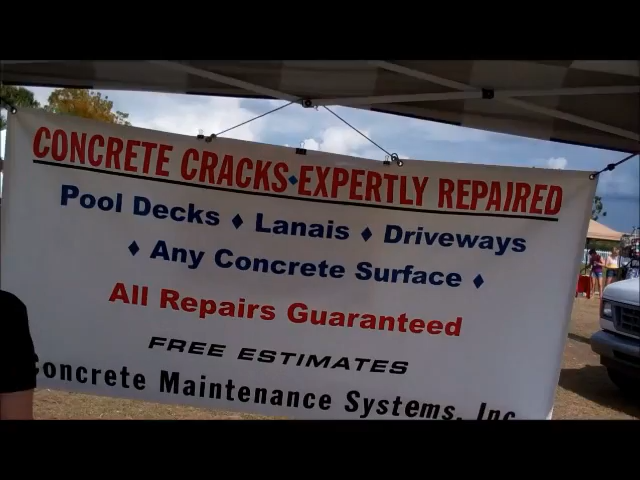 CONCRETE CRACKS♦EXPERTLY REPAIRED
Pool Decks ♦ Lanais ♦ Driveways
♦ Any Concrete Surface ♦
All Repairs Guaranteed
FREE ESTIMATES
Concrete Maintenance Systems, Inc.